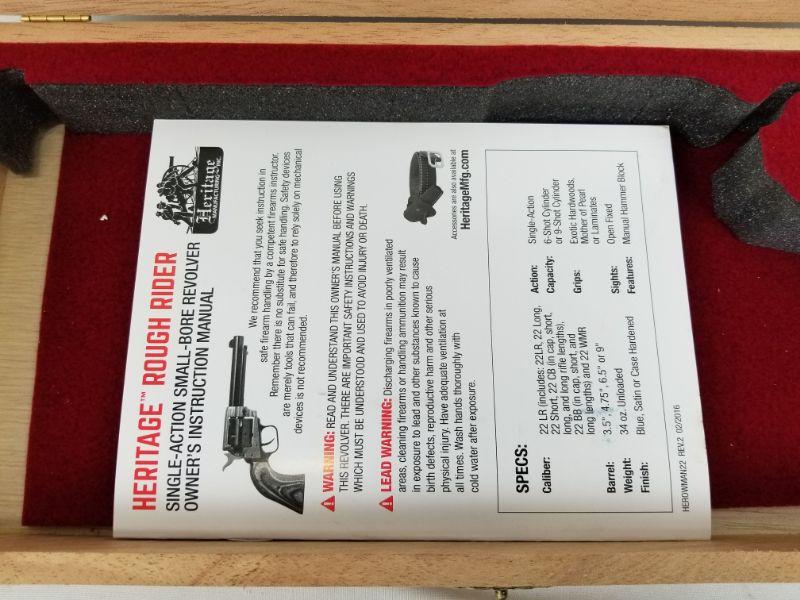 HERITAGE™ ROUGH RIDER
SINGLE-ACTION SMALL-BORE REVOLVER
OWNER'S INSTRUCTION MANUAL
Heritage
MANUFACTURING INC.
We recommend that you seek instruction in
safe firearm handling by a competent firearms instructor.
Remember there is no substitute for safe handling. Safety devices
are merely tools that can fail, and therefore to rely solely on mechanical
devices is not recommended.
WARNING: READ AND UNDERSTAND THIS OWNER'S MANUAL BEFORE USING
THIS REVOLVER. THERE ARE IMPORTANT SAFETY INSTRUCTIONS AND WARNINGS
WHICH MUST BE UNDERSTOOD AND USED TO AVOID INJURY OR DEATH.
LEAD WARNING: Discharging firearms in poorly ventilated
areas, cleaning firearms or handling ammunition may result
in exposure to lead and other substances known to cause
birth defects, reproductive harm and other serious
physical injury. Have adequate ventilation at
all times. Wash hands thoroughly with
cold water after exposure.
Accessories are also available at
HeritageMfg.com
SPECS:
Caliber: 22 LR (includes: 22LR, 22 Long,
22 Short, 22 CB (in cap, short,
long, and long rifle lengths),
22 BB (in cap, short, and
long lengths) and 22 WMR
Barrel: 3.5", 4.75", 6.5" or 9"
Weight: 34 oz. Unloaded
Finish: Blue, Satin or Case Hardened
Action: Single-Action
Capacity: 6-Shot Cylinder
or 9-Shot Cylinder
Grips: Exotic Hardwoods,
Mother of Pearl
or Laminates
Sights: Open Fixed
Features: Manual Hammer Block
HEROWMAN22 REV.2 02/2016